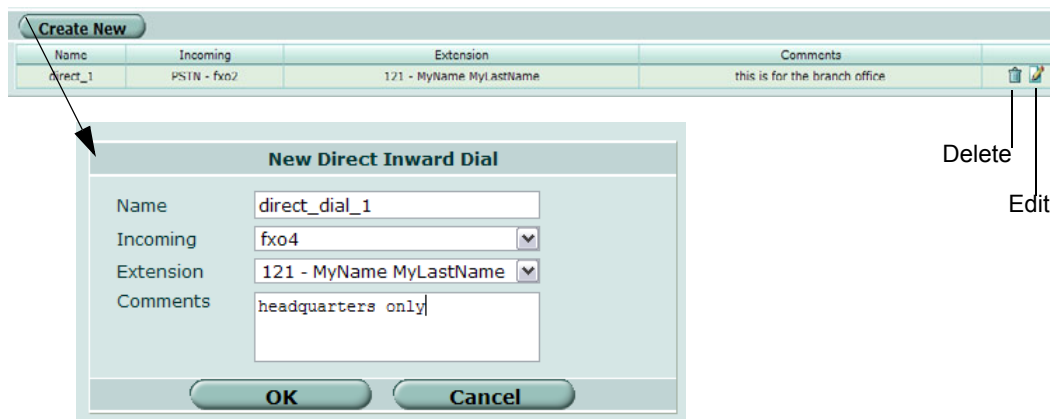 Create New
Name Incoming Extension Comments
direct_1 PSTN - fxo2 121 - MyName MyLastName this is for the branch office
Delete
Edit
New Direct Inward Dial
Name direct_dial_1
Incoming fxo4
Extension 121 - MyName MyLastName
Comments headquarters only
OK Cancel